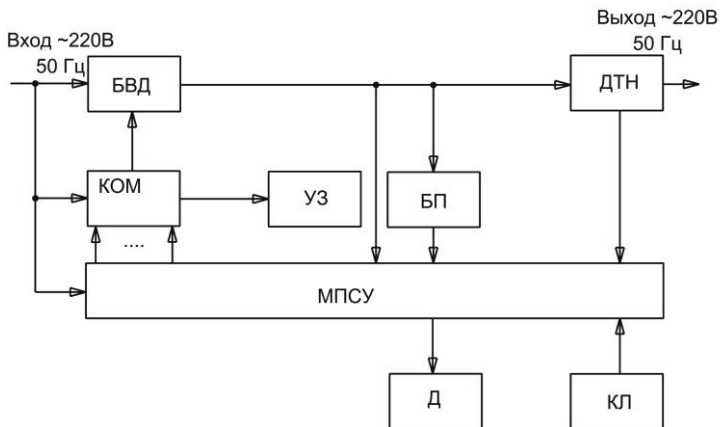 Выход ~220В
50 Гц
Вход ~220В
50 Гц
БВД
ДТН
КОМ
УЗ
БП
....
МПСУ
Д
КЛ